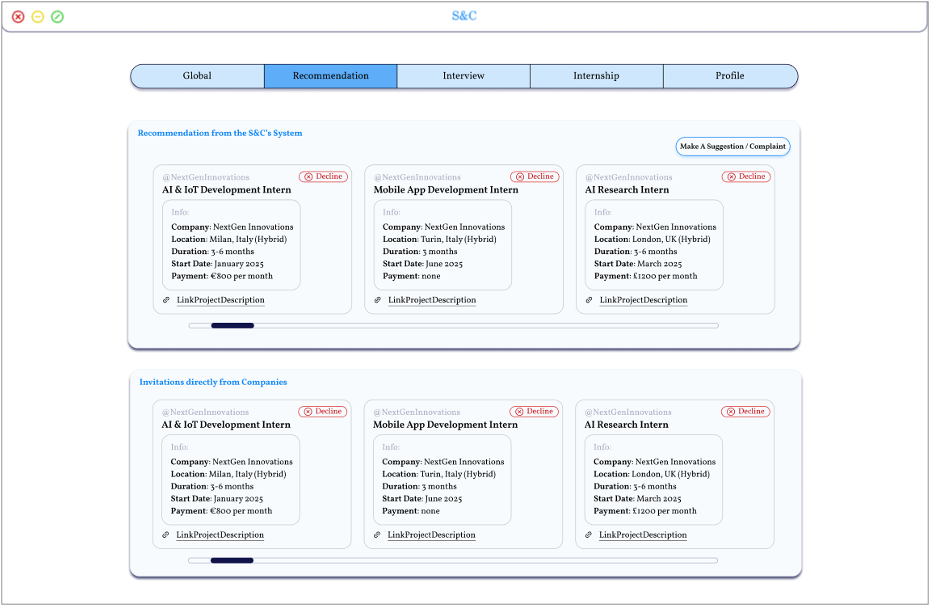 S&C
Global Recommendation Interview Internship Profile
Recommendation from the S&C's System
Make A Suggestion / Complaint
@NextGenInnovations
Decline
AI & IoT Development Intern
Info:
Company: NextGen Innovations
Location: Milan, Italy (Hybrid)
Duration: 3-6 months
Start Date: January 2025
Payment: €800 per month
LinkProjectDescription
@NextGenInnovations
Decline
Mobile App Development Intern
Info:
Company: NextGen Innovations
Location: Turin, Italy (Hybrid)
Duration: 3 months
Start Date: June 2025
Payment: none
LinkProjectDescription
@NextGenInnovations
Decline
AI Research Intern
Info:
Company: NextGen Innovations
Location: London, UK (Hybrid)
Duration: 3-6 months
Start Date: March 2025
Payment: £1200 per month
LinkProjectDescription
Invitations directly from Companies
@NextGenInnovations
Decline
AI & IoT Development Intern
Info:
Company: NextGen Innovations
Location: Milan, Italy (Hybrid)
Duration: 3-6 months
Start Date: January 2025
Payment: €800 per month
LinkProjectDescription
@NextGenInnovations
Decline
Mobile App Development Intern
Info:
Company: NextGen Innovations
Location: Turin, Italy (Hybrid)
Duration: 3 months
Start Date: June 2025
Payment: none
LinkProjectDescription
@NextGenInnovations
Decline
AI Research Intern
Info:
Company: NextGen Innovations
Location: London, UK (Hybrid)
Duration: 3-6 months
Start Date: March 2025
Payment: £1200 per month
LinkProjectDescription